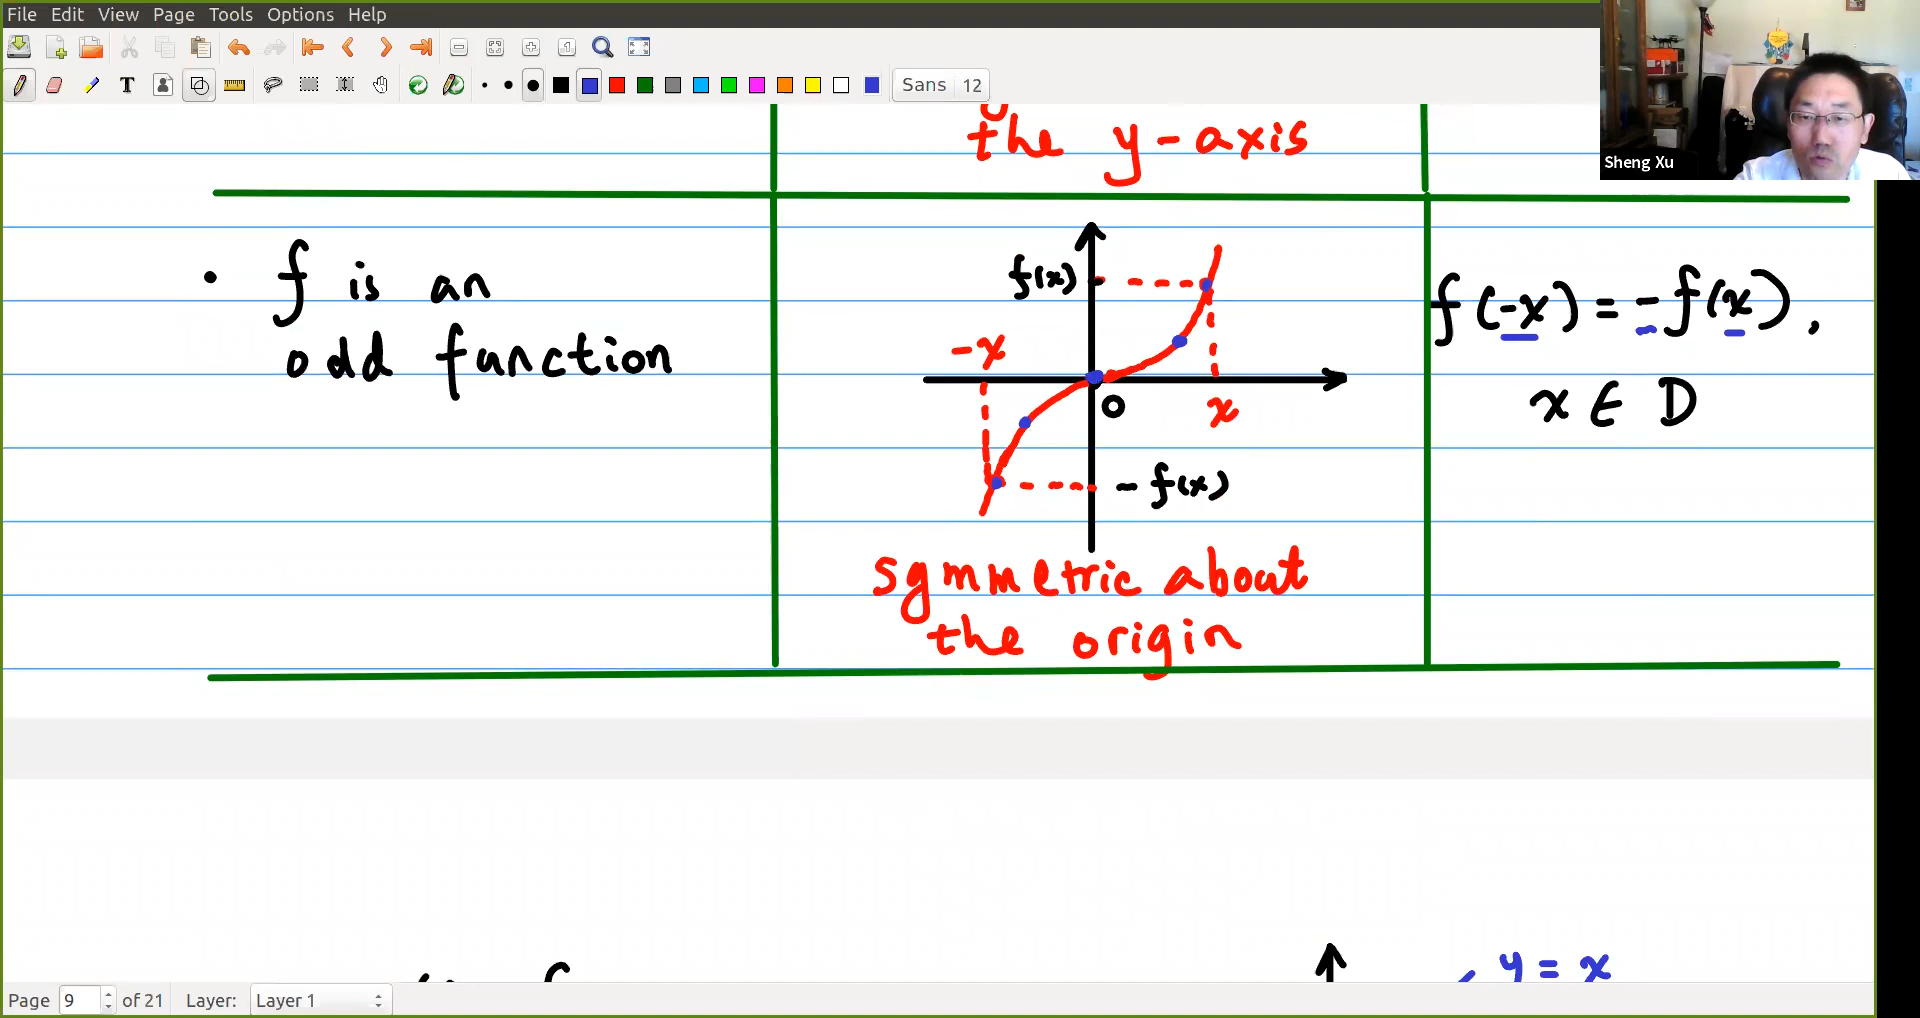 File Edit View Page Tools Options Help
Sans 12
Sheng Xu
the y-axis
• f is an
odd function
f(x)
-x
0
x
-f(x)
sgmmetric about
the origin
f(-x) = -f(x),
x ∈ D
y = x
Page 9 of 21 Layer: Layer 1